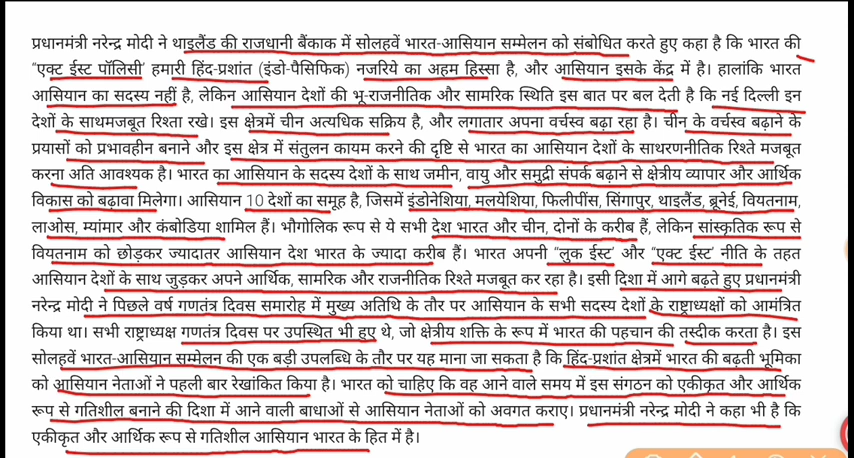 प्रधानमंत्री नरेन्द्र मोदी ने थाइलैंड की राजधानी बैंकाक में सोलहवें भारत-आसियान सम्मेलन को संबोधित करते हुए कहा है कि भारत की
“एक्ट ईस्ट पॉलिसी’ हमारी हिंद-प्रशांत (इंडो-पैसिफिक) नजरिये का अहम हिस्सा है, और आसियान इसके केंद्र में है। हालांकि भारत
आसियान का सदस्य नहीं है, लेकिन आसियान देशों की भू-राजनीतिक और सामरिक स्थिति इस बात पर बल देती है कि नई दिल्ली इन
देशों के साथमजबूत रिश्ता रखे। इस क्षेत्रमें चीन अत्यधिक सक्रिय है, और लगातार अपना वर्चस्व बढ़ा रहा है। चीन के वर्चस्व बढ़ाने के
प्रयासों को प्रभावहीन बनाने और इस क्षेत्र में संतुलन कायम करने की दृष्टि से भारत का आसियान देशों के साथरणनीतिक रिश्ते मजबूत
करना अति आवश्यक है। भारत का आसियान के सदस्य देशों के साथ जमीन, वायु और समुद्री संपर्क बढ़ाने से क्षेत्रीय व्यापार और आर्थिक
विकास को बढ़ावा मिलेगा। आसियान 10 देशों का समूह है, जिसमें इंडोनेशिया, मलयेशिया, फिलीपींस, सिंगापुर, थाइलैंड, ब्रूनेई, वियतनाम,
लाओस, म्यांमार और कंबोडिया शामिल हैं। भौगोलिक रूप से ये सभी देश भारत और चीन, दोनों के करीब हैं, लेकिन सांस्कृतिक रूप से
वियतनाम को छोड़कर ज्यादातर आसियान देश भारत के ज्यादा करीब हैं। भारत अपनी “लुक ईस्ट’ और “एक्ट ईस्ट’ नीति के तहत
आसियान देशों के साथ जुड़कर अपने आर्थिक, सामरिक और राजनीतिक रिश्ते मजबूत कर रहा है। इसी दिशा में आगे बढ़ते हुए प्रधानमंत्री
नरेन्द्र मोदी ने पिछले वर्ष गणतंत्र दिवस समारोह में मुख्य अतिथि के तौर पर आसियान के सभी सदस्य देशों के राष्ट्राध्यक्षों को आमंत्रित
किया था। सभी राष्ट्राध्यक्ष गणतंत्र दिवस पर उपस्थित भी हुए थे, जो क्षेत्रीय शक्ति के रूप में भारत की पहचान की तस्दीक करता है। इस
सोलहवें भारत-आसियान सम्मेलन की एक बड़ी उपलब्धि के तौर पर यह माना जा सकता है कि हिंद-प्रशांत क्षेत्रमें भारत की बढ़ती भूमिका
को आसियान नेताओं ने पहली बार रेखांकित किया है। भारत को चाहिए कि वह आने वाले समय में इस संगठन को एकीकृत और आर्थिक
रूप से गतिशील बनाने की दिशा में आने वाली बाधाओं से आसियान नेताओं को अवगत कराए। प्रधानमंत्री नरेन्द्र मोदी ने कहा भी है कि
एकीकृत और आर्थिक रूप से गतिशील आसियान भारत के हित में है।